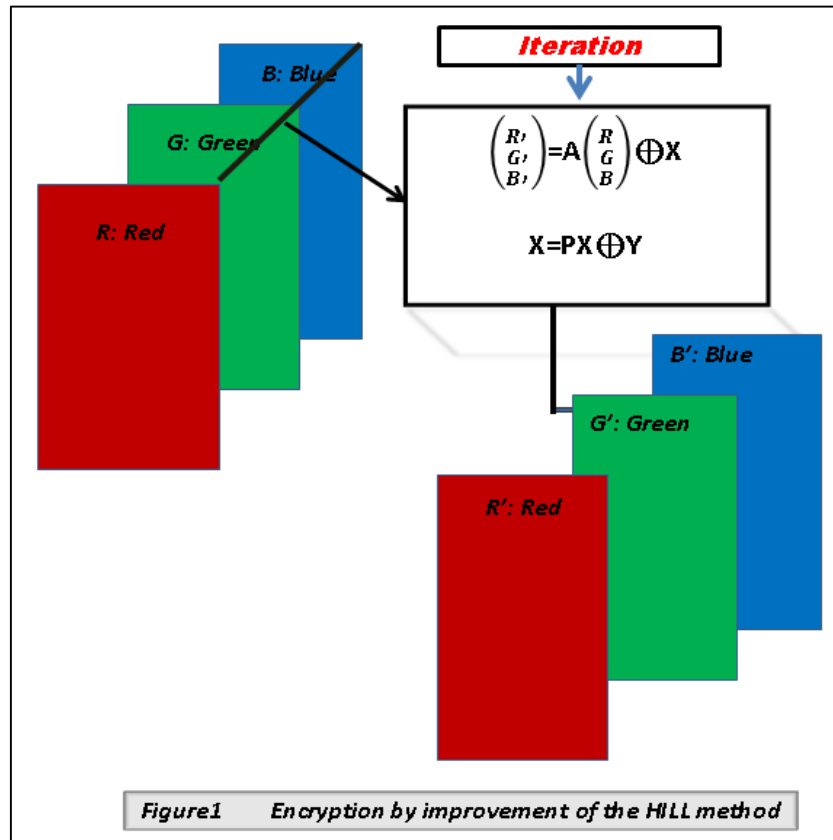 Iteration
B: Blue
G: Green
R: Red
(R' G' B')=A(R G B)⊕X
X=PX⊕Y
B': Blue
G': Green
R': Red
Figure1 Encryption by improvement of the HILL method